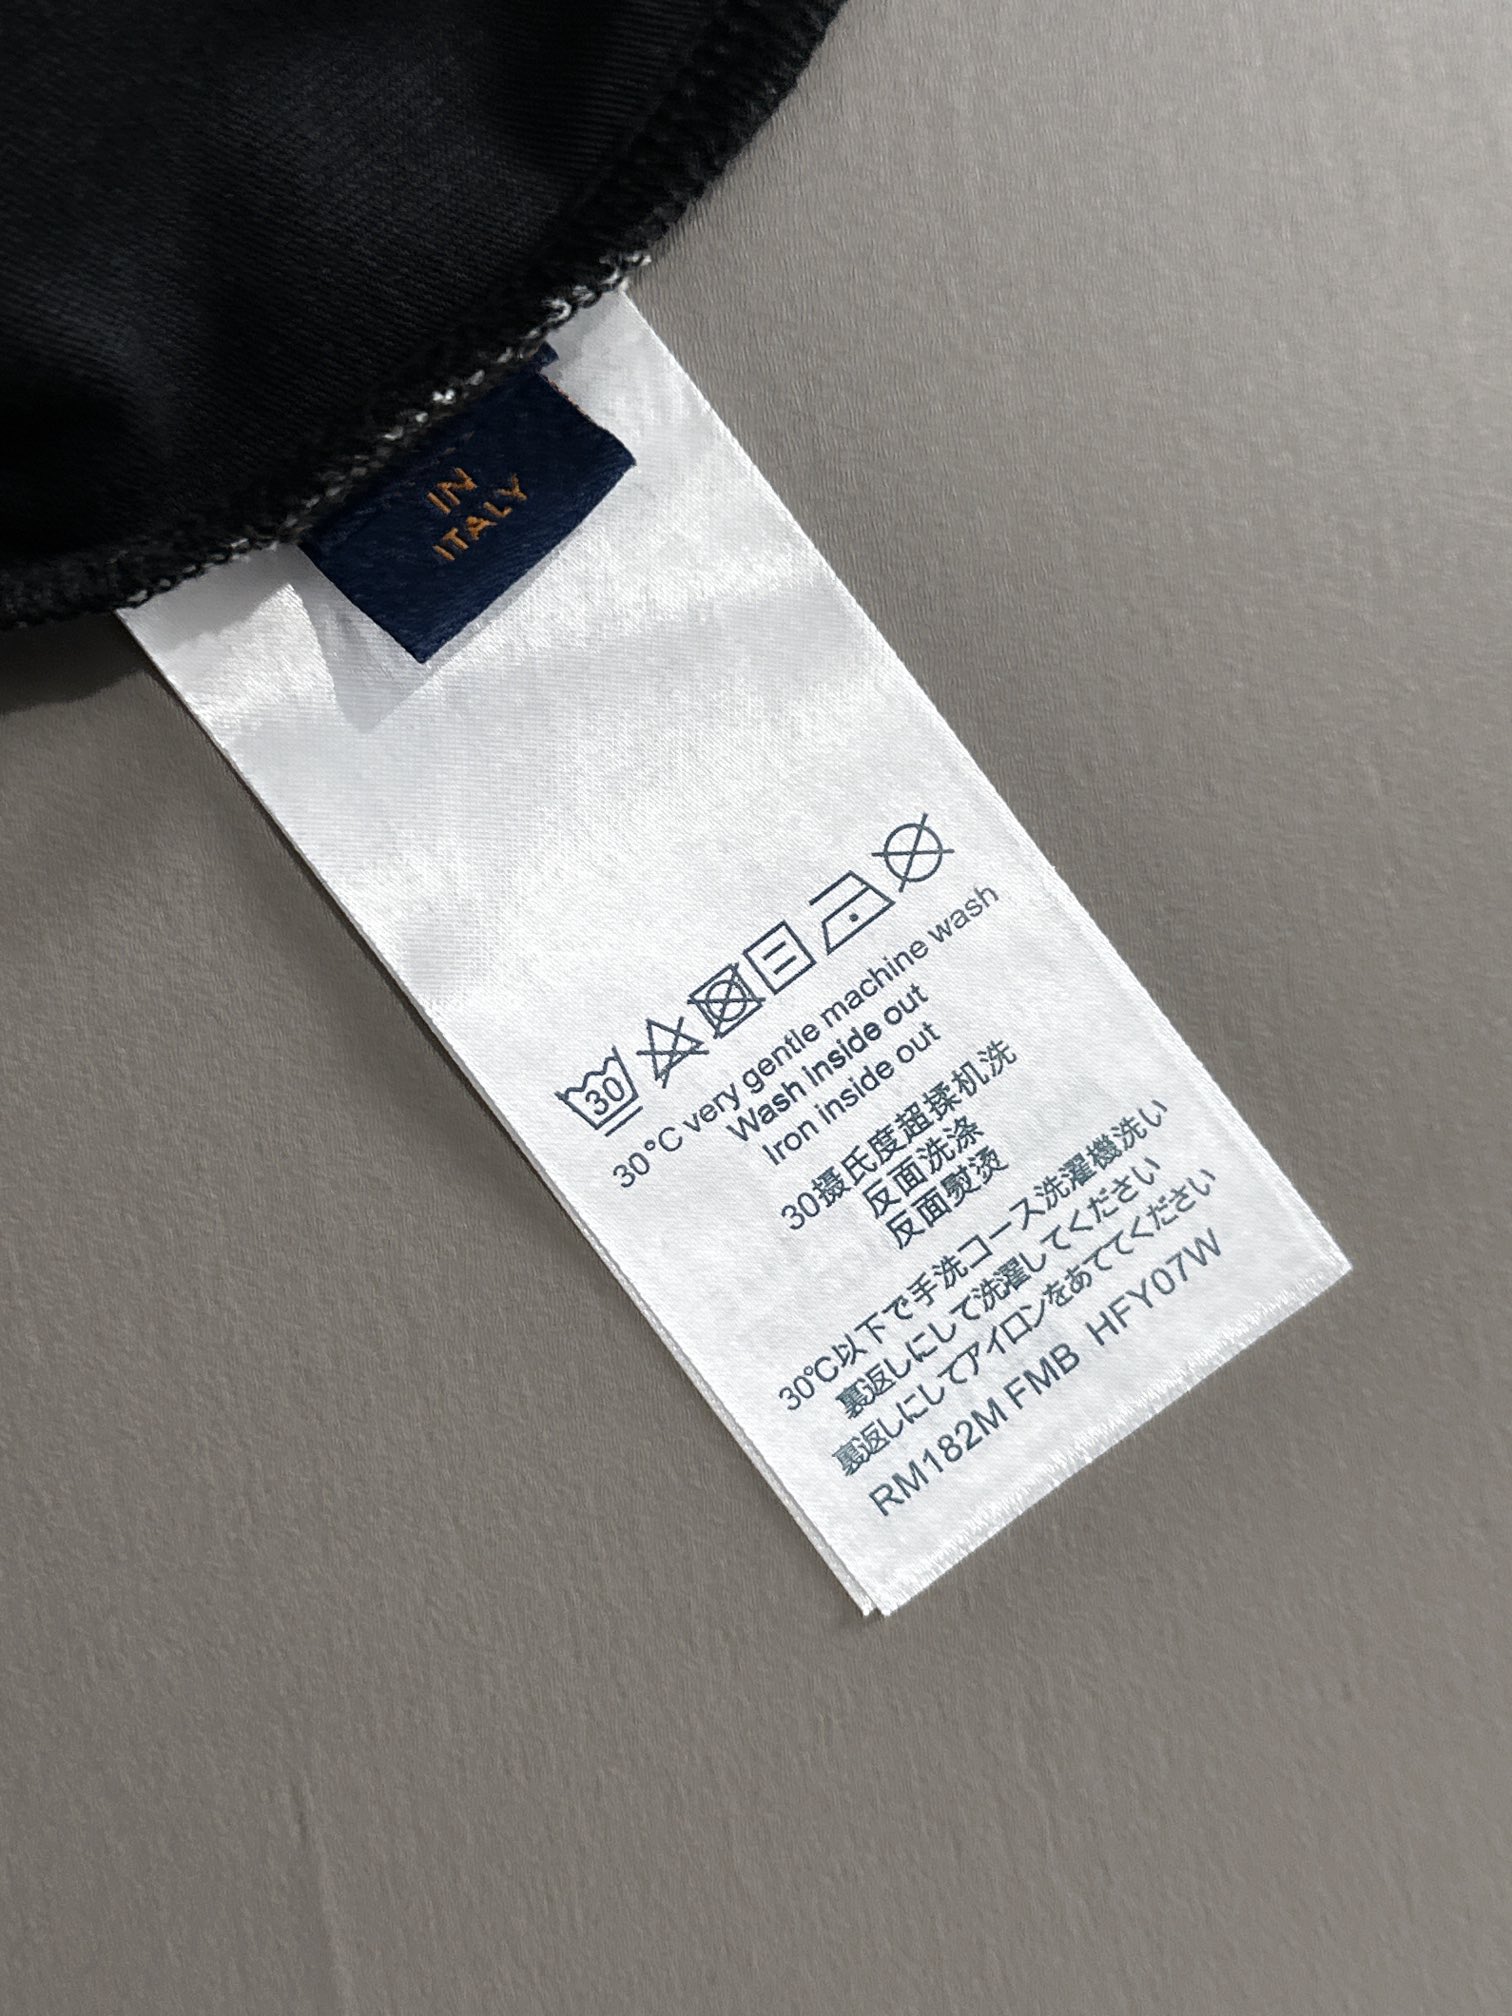 IN
ITALY
30
30°C very gentle machine wash
Wash inside out
Iron inside out
30摄氏度超揉机洗
反面洗涤
反面熨烫
30℃以下で手洗コース洗濯機洗い
裏返しにして洗濯してください
裏返しにしてアイロンをあててください
RM182M FMB HFY07W